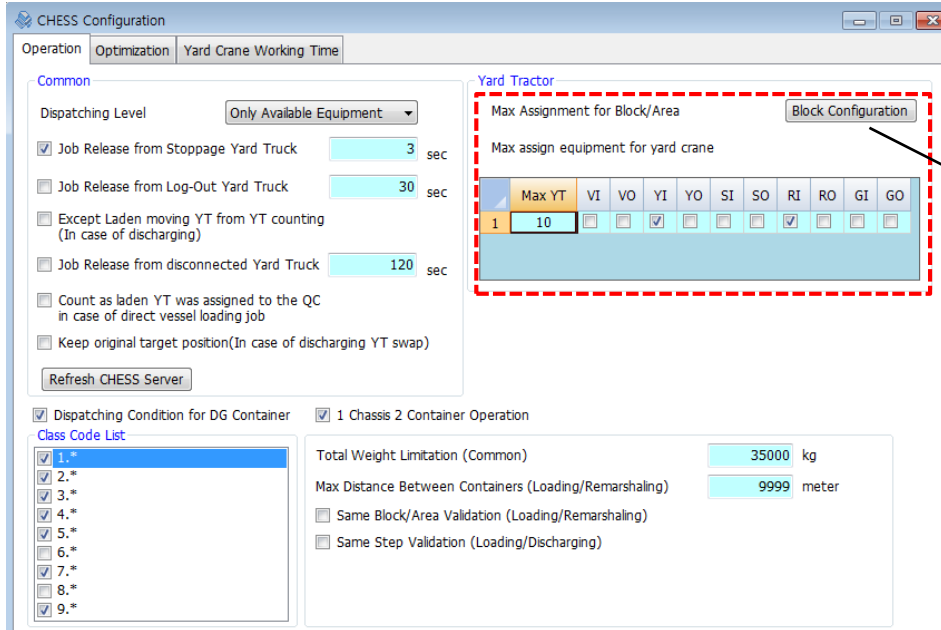 CHESS Configuration
Operation Optimization Yard Crane Working Time
Common
Dispatching Level Only Available Equipment
Job Release from Stoppage Yard Truck 3 sec
Job Release from Log-Out Yard Truck 30 sec
Except Laden moving YT from YT counting
(In case of discharging)
Job Release from disconnected Yard Truck 120 sec
Count as laden YT was assigned to the QC
in case of direct vessel loading job
Keep original target position(In case of discharging YT swap)
Refresh CHESS Server
Yard Tractor
Max Assignment for Block/Area Block Configuration
Max assign equipment for yard crane
Max YT VI VO YI YO SI SO RI RO GI GO
1 10
Dispatching Condition for DG Container 1 Chassis 2 Container Operation
Class Code List
1.*
2.*
3.*
4.*
5.*
6.*
7.*
8.*
9.*
Total Weight Limitation (Common) 35000 kg
Max Distance Between Containers (Loading/Remarshaling) 9999 meter
Same Block/Area Validation (Loading/Remarshaling)
Same Step Validation (Loading/Discharging)